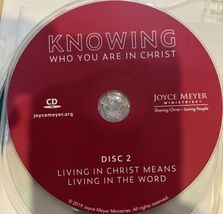 KNOWING
WHO YOU ARE IN CHRIST
CD
joycemeyer.org
JOYCE MEYER
MINISTRIES®
Sharing Christ – Loving People
DISC 2
LIVING IN CHRIST MEANS
LIVING IN THE WORD
© 2019 Joyce Meyer Ministries. All rights reserved.